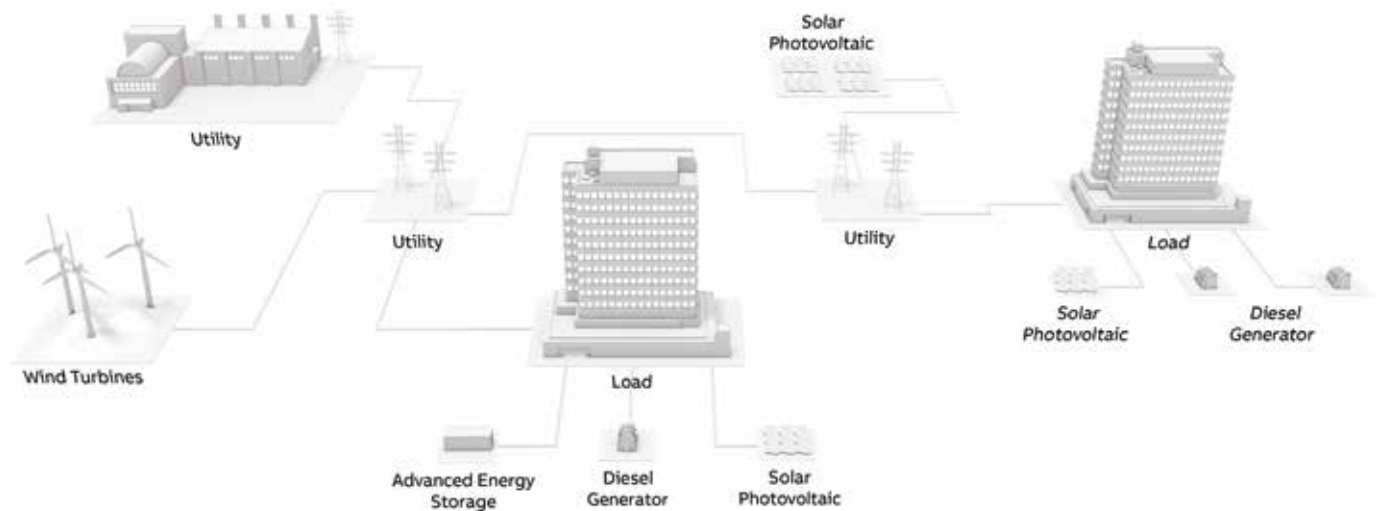 Solar
Photovoltaic
Utility
Utility
Utility
Load
Wind Turbines
Load
Solar
Photovoltaic
Diesel
Generator
Advanced Energy
Storage
Diesel
Generator
Solar
Photovoltaic